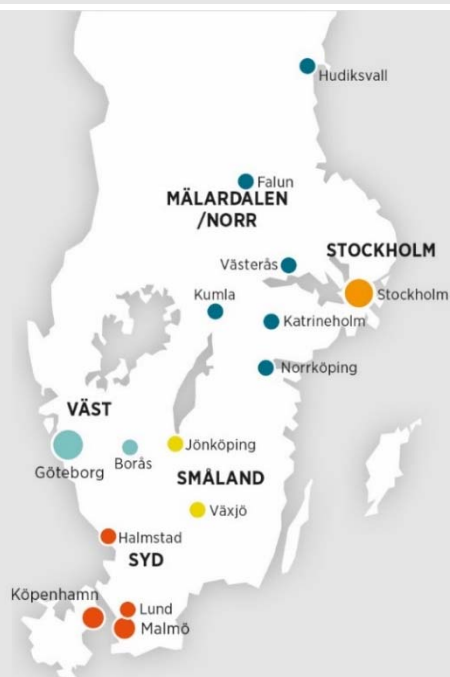 Hudiksvall
Falun
MÄLARDALEN
/NORR
STOCKHOLM
Västerås
Kumla
Stockholm
Katrineholm
Norrköping
VÄST
Göteborg
Borås
Jönköping
SMÅLAND
Växjö
Halmstad
SYD
Köpenhamn
Lund
Malmö